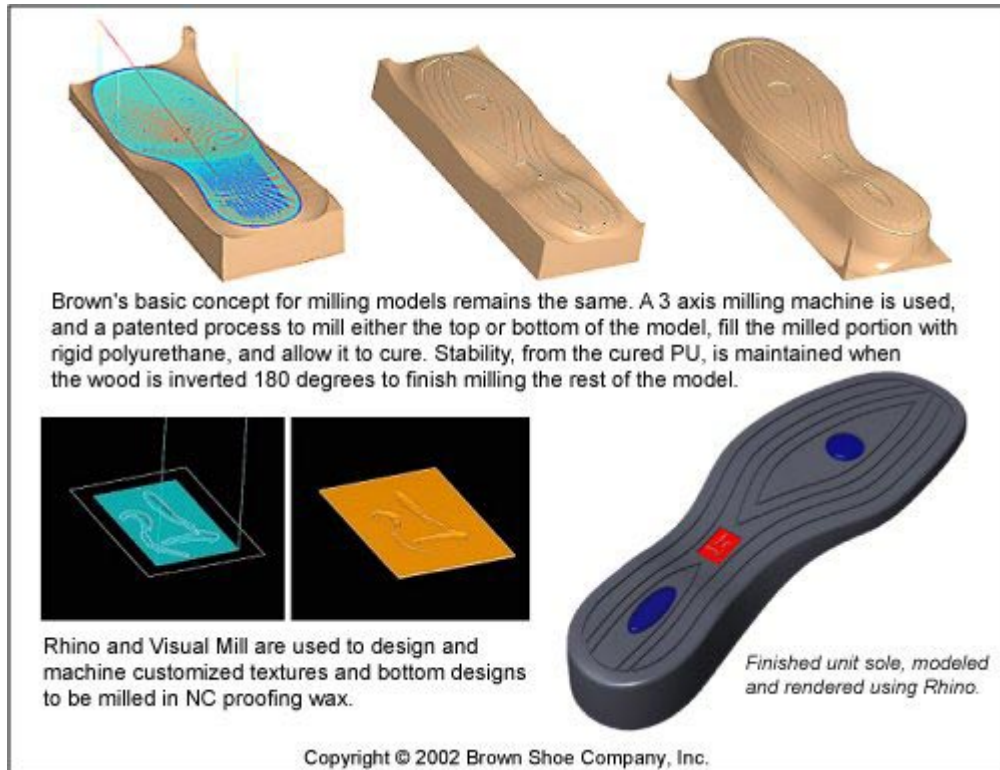 Brown's basic concept for milling models remains the same. A 3 axis milling machine is used,
and a patented process to mill either the top or bottom of the model, fill the milled portion with
rigid polyurethane, and allow it to cure. Stability, from the cured PU, is maintained when
the wood is inverted 180 degrees to finish milling the rest of the model.
Rhino and Visual Mill are used to design and
machine customized textures and bottom designs
to be milled in NC proofing wax.
Finished unit sole, modeled
and rendered using Rhino.
Copyright © 2002 Brown Shoe Company, Inc.